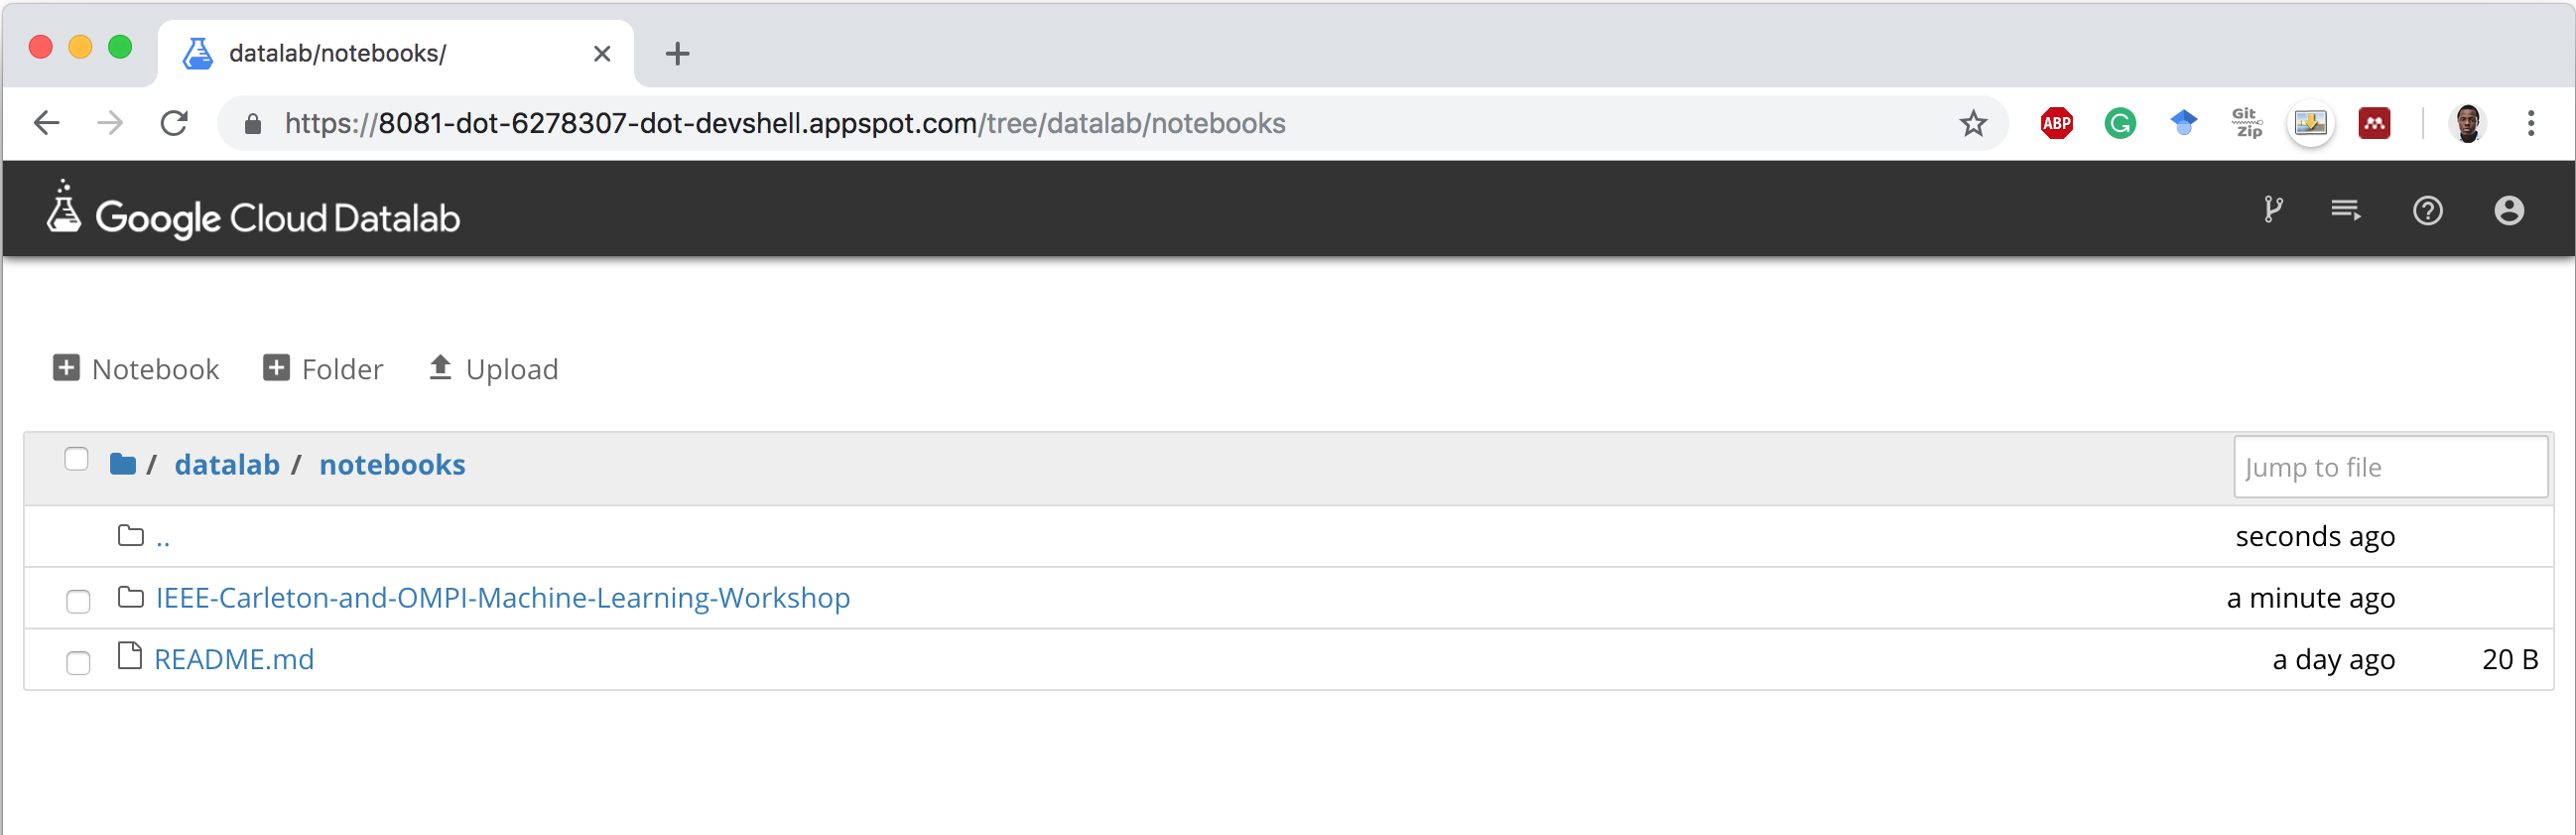 datalab/notebooks/
https://8081-dot-6278307-dot-devshell.appspot.com/tree/datalab/notebooks
ABP
Git Zip
Google Cloud Datalab
Notebook Folder Upload
/ datalab / notebooks Jump to file
.. seconds ago
IEEE-Carleton-and-OMPI-Machine-Learning-Workshop a minute ago
README.md a day ago 20 B